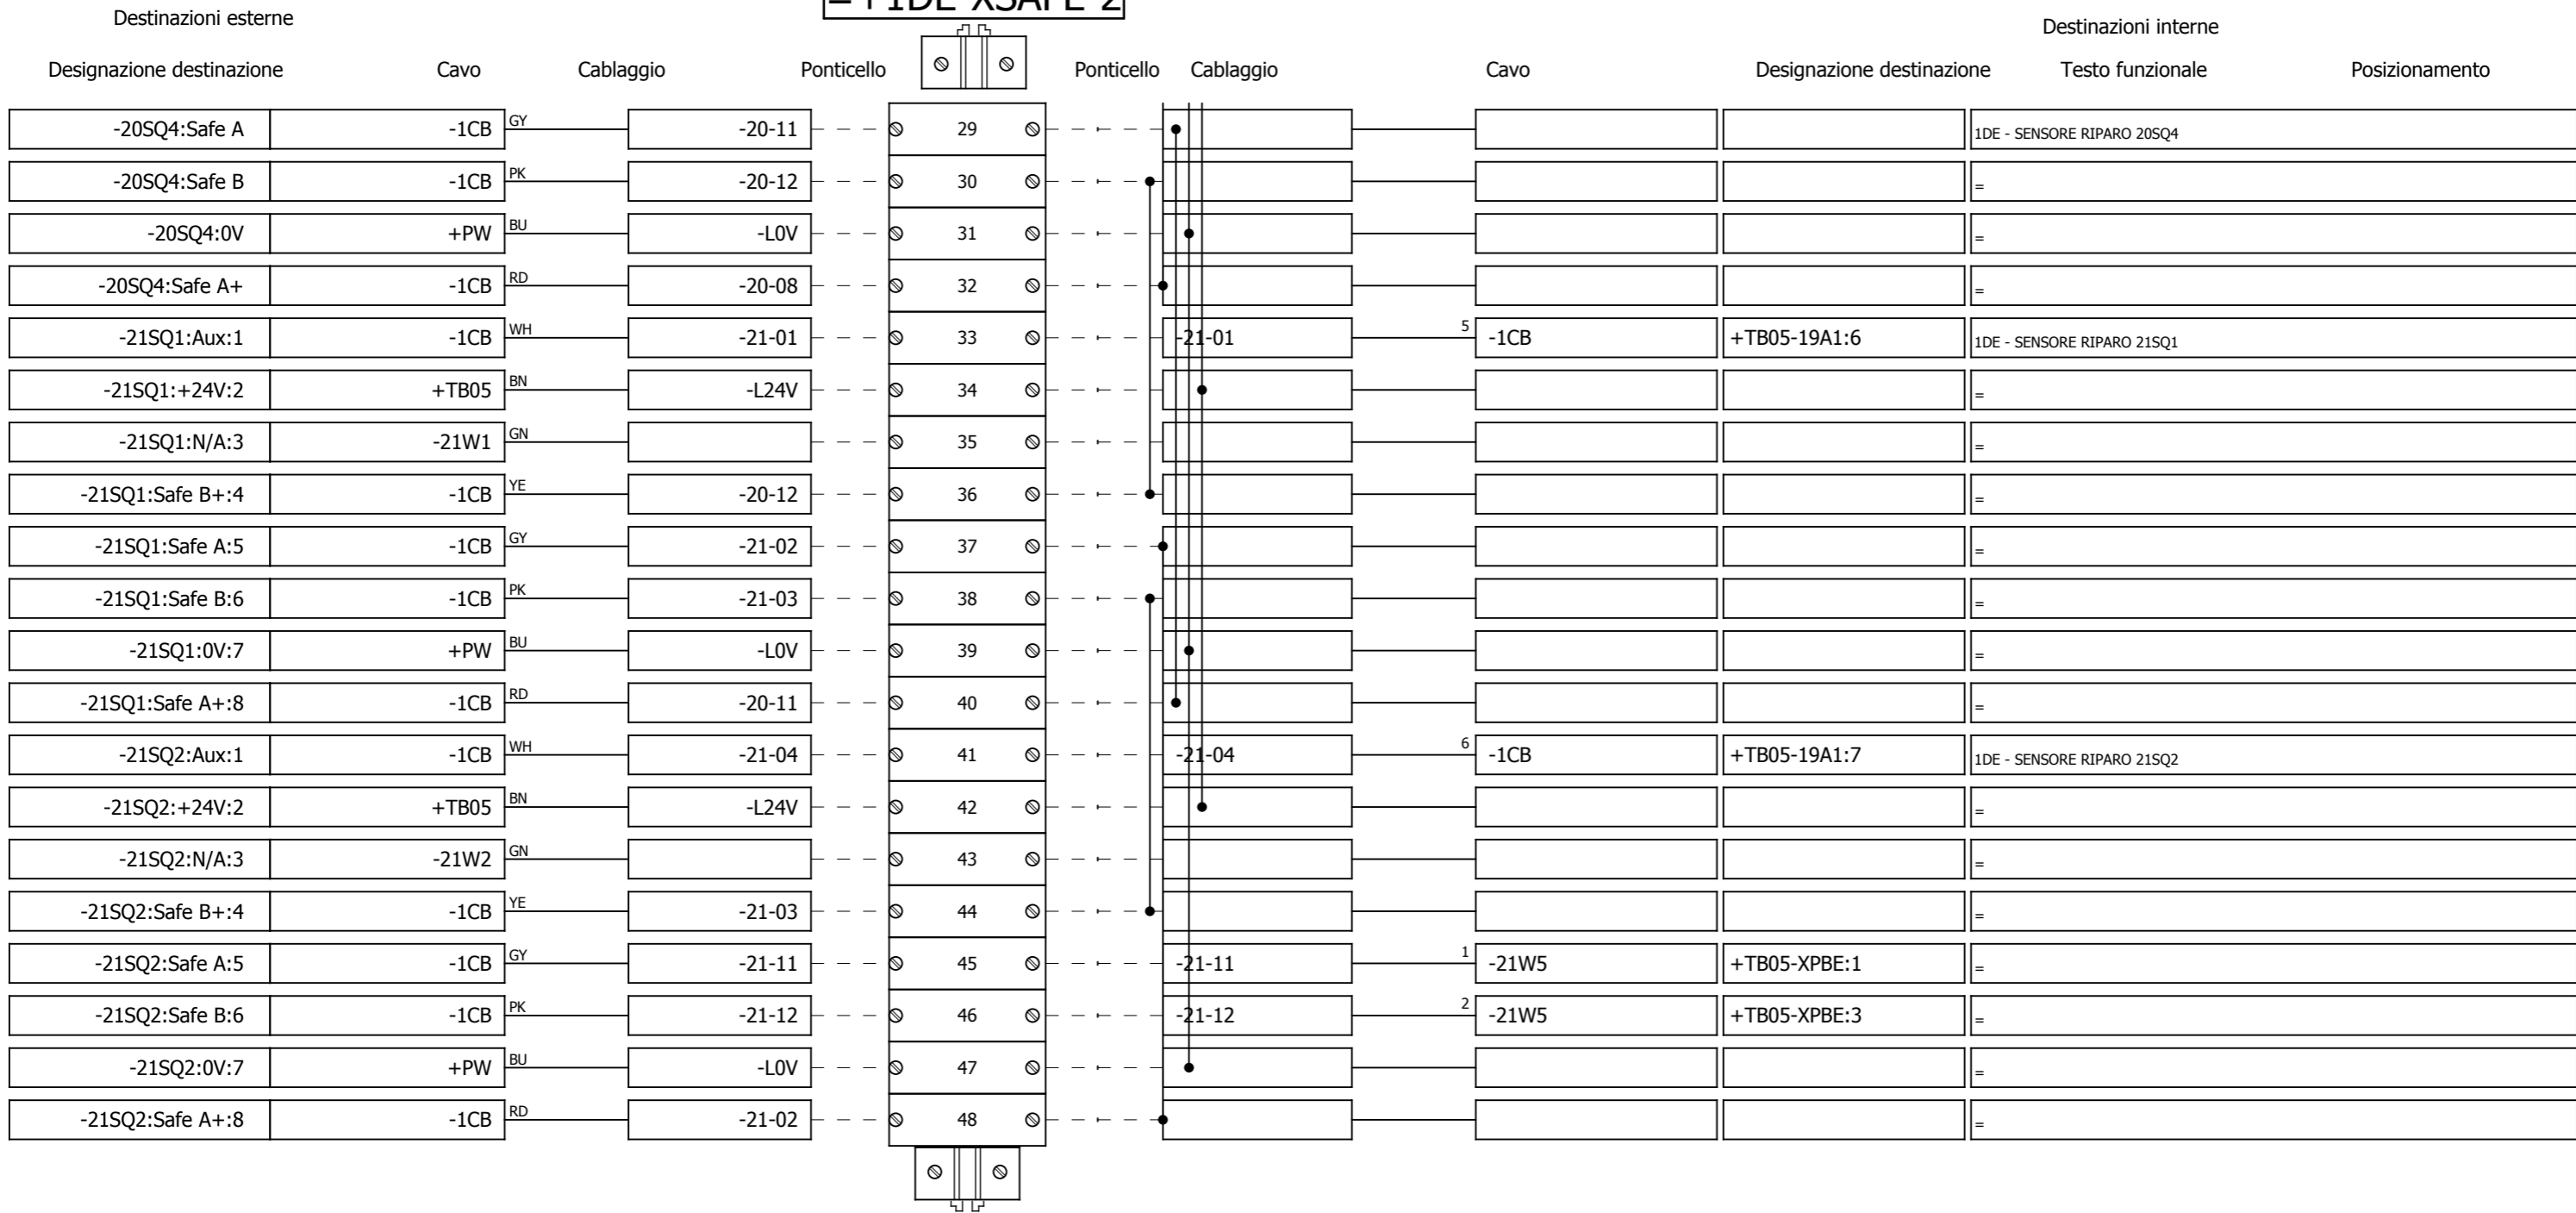 =+1DE-XSAFE-2
Destinazioni esterne
Destinazioni interne
Designazione destinazione Cavo Cablaggio Ponticello Ponticello Cablaggio Cavo Designazione destinazione Testo funzionale Posizionamento
-20SQ4:Safe A -1CB GY -20-11 29 1DE - SENSORE RIPARO 20SQ4
-20SQ4:Safe B -1CB PK -20-12 30 =
-20SQ4:0V +PW BU -L0V 31 =
-20SQ4:Safe A+ -1CB RD -20-08 32 =
-21SQ1:Aux:1 -1CB WH -21-01 33 -21-01 5 -1CB +TB05-19A1:6 1DE - SENSORE RIPARO 21SQ1
-21SQ1:+24V:2 +TB05 BN -L24V 34 =
-21SQ1:N/A:3 -21W1 GN 35 =
-21SQ1:Safe B+:4 -1CB YE -20-12 36 =
-21SQ1:Safe A:5 -1CB GY -21-02 37 =
-21SQ1:Safe B:6 -1CB PK -21-03 38 =
-21SQ1:0V:7 +PW BU -L0V 39 =
-21SQ1:Safe A+:8 -1CB RD -20-11 40 =
-21SQ2:Aux:1 -1CB WH -21-04 41 -21-04 6 -1CB +TB05-19A1:7 1DE - SENSORE RIPARO 21SQ2
-21SQ2:+24V:2 +TB05 BN -L24V 42 =
-21SQ2:N/A:3 -21W2 GN 43 =
-21SQ2:Safe B+:4 -1CB YE -21-03 44 =
-21SQ2:Safe A:5 -1CB GY -21-11 45 -21-11 1 -21W5 +TB05-XPBE:1 =
-21SQ2:Safe B:6 -1CB PK -21-12 46 -21-12 2 -21W5 +TB05-XPBE:3 =
-21SQ2:0V:7 +PW BU -L0V 47 =
-21SQ2:Safe A+:8 -1CB RD -21-02 48 =